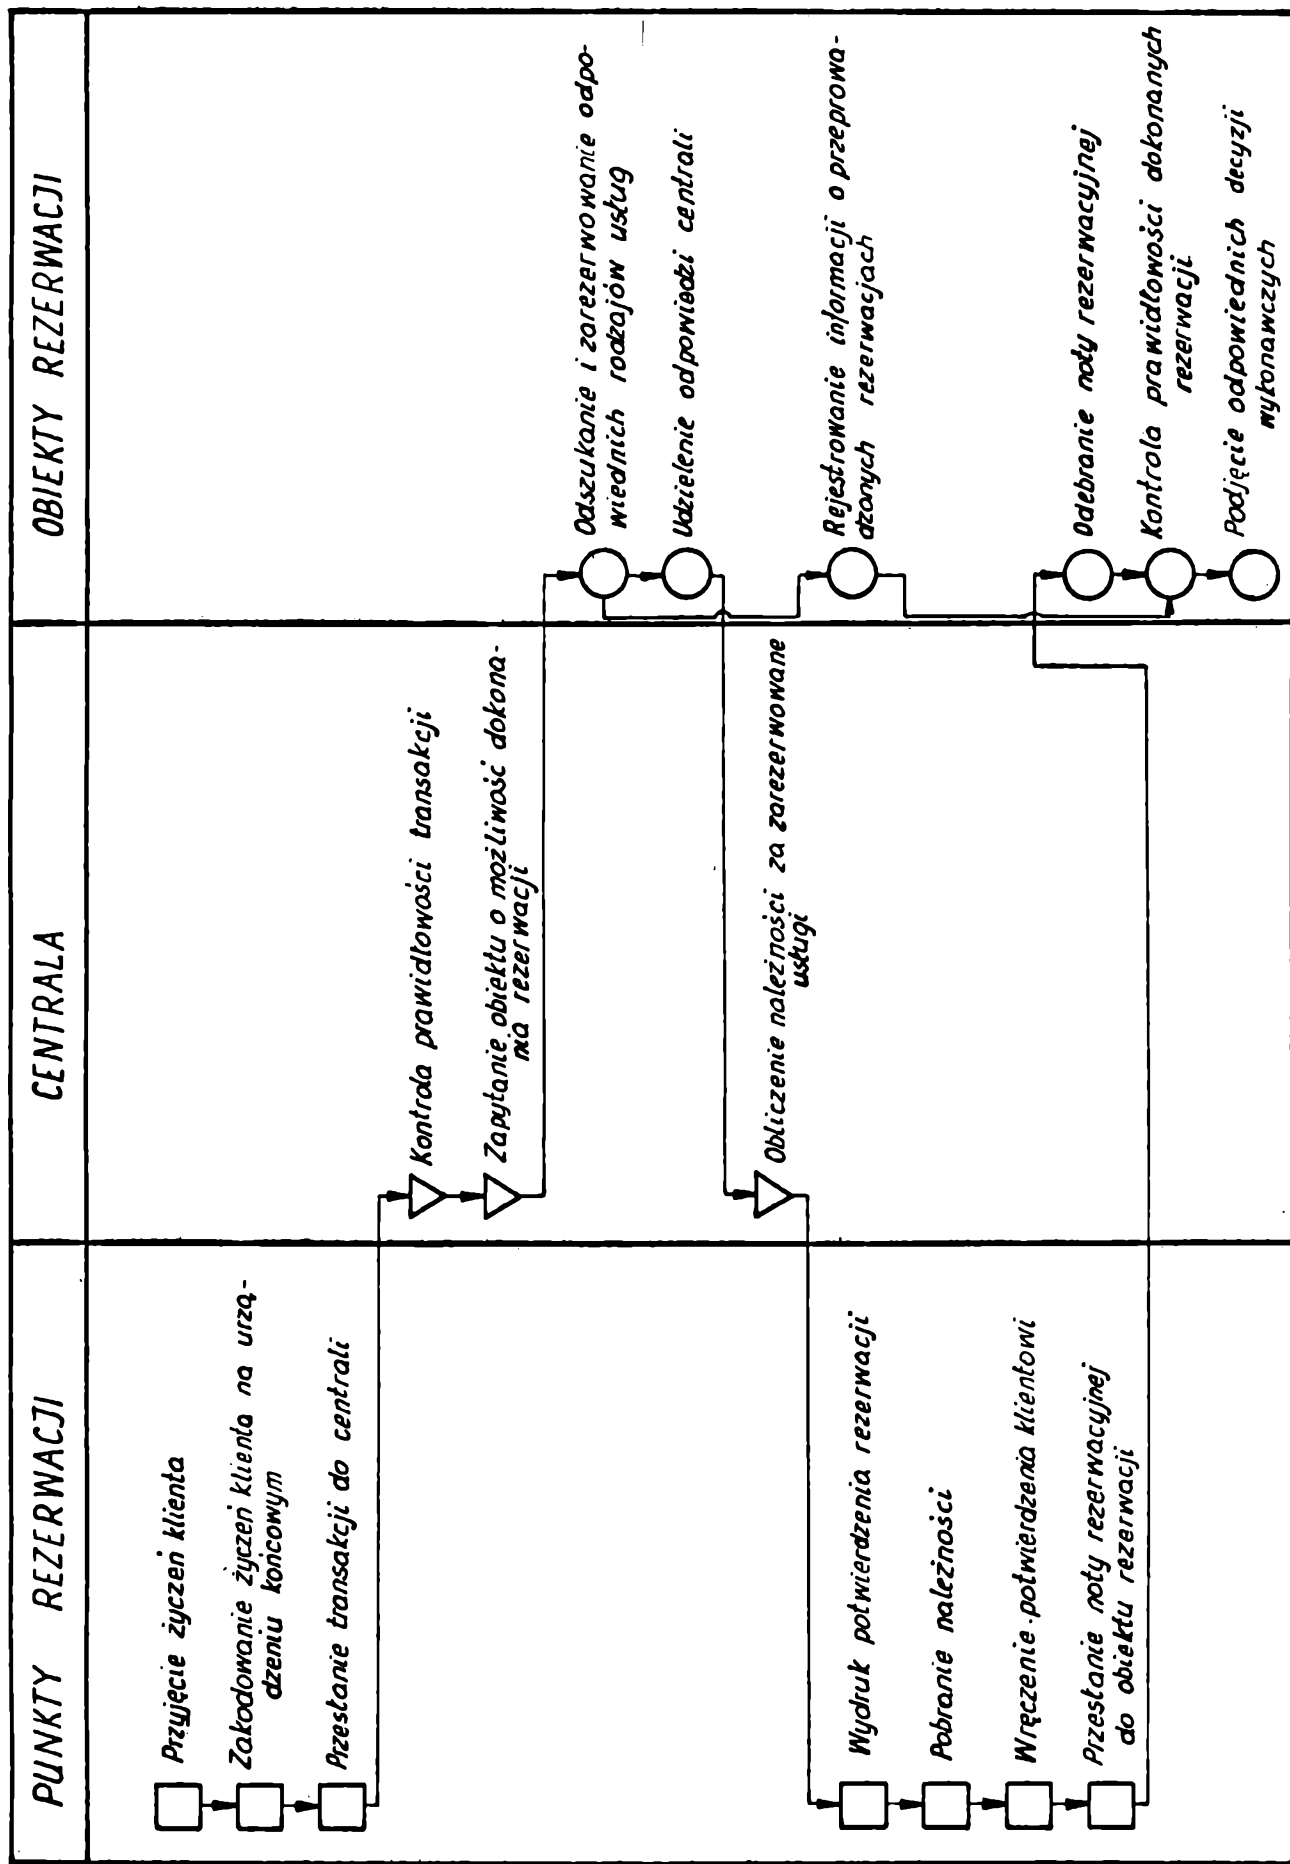 PUNKTY REZERWACJI
CENTRALA
OBIEKTY REZERWACJI
Przyjęcie życzeń klienta
Zakodowanie życzeń klienta na urzą-
dzeniu końcowym
Przesłanie transakcji do centrali
Kontrola prawidłowości transakcji
Zapytanie obiektu o możliwość dokona-
nia rezerwacji
Odszukanie i zarezerwowanie odpo-
wiednich rodzajów usług
Udzielenie odpowiedzi centrali
Obliczenie należności za zarezerwowane
usługi
Rejestrowanie informacji o przeprowa-
dzonych rezerwacjach
Wydruk potwierdzenia rezerwacji
Pobranie należności
Wręczenie potwierdzenia klientowi
Przesłanie noty rezerwacyjnej
do obiektu rezerwacji
Odebranie noty rezerwacyjnej
Kontrola prawidłowości dokonanych
rezerwacji
Podjęcie odpowiednich decyzji
wykonawczych